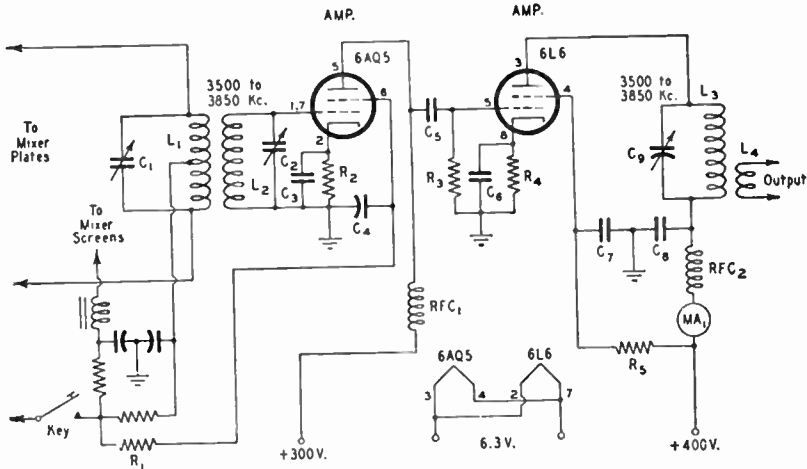 AMP.
AMP.
6AQ5
6L6
5
6
1,7
2
3
4
5
8
3500 to
3850 Kc.
3500 to
3850 Kc.
To
Mixer
Plates
C1
L1
L2
C2
C3
R2
C4
C5
R3
C6
R4
C9
L3
L4
Output
To
Mixer
Screens
C7
C8
RFC1
RFC2
MA1
R5
Key
R1
6AQ5
6L6
3
4
2
7
+300V.
6.3V.
+400V.